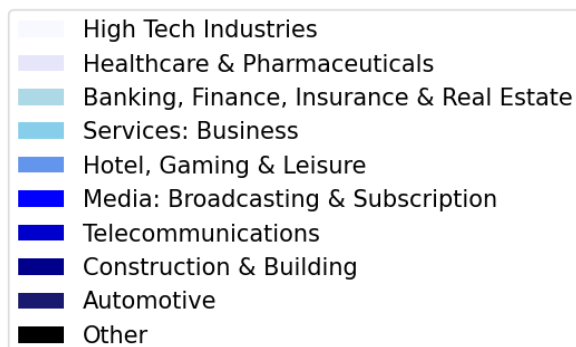 High Tech Industries
Healthcare & Pharmaceuticals
Banking, Finance, Insurance & Real Estate
Services: Business
Hotel, Gaming & Leisure
Media: Broadcasting & Subscription
Telecommunications
Construction & Building
Automotive
Other